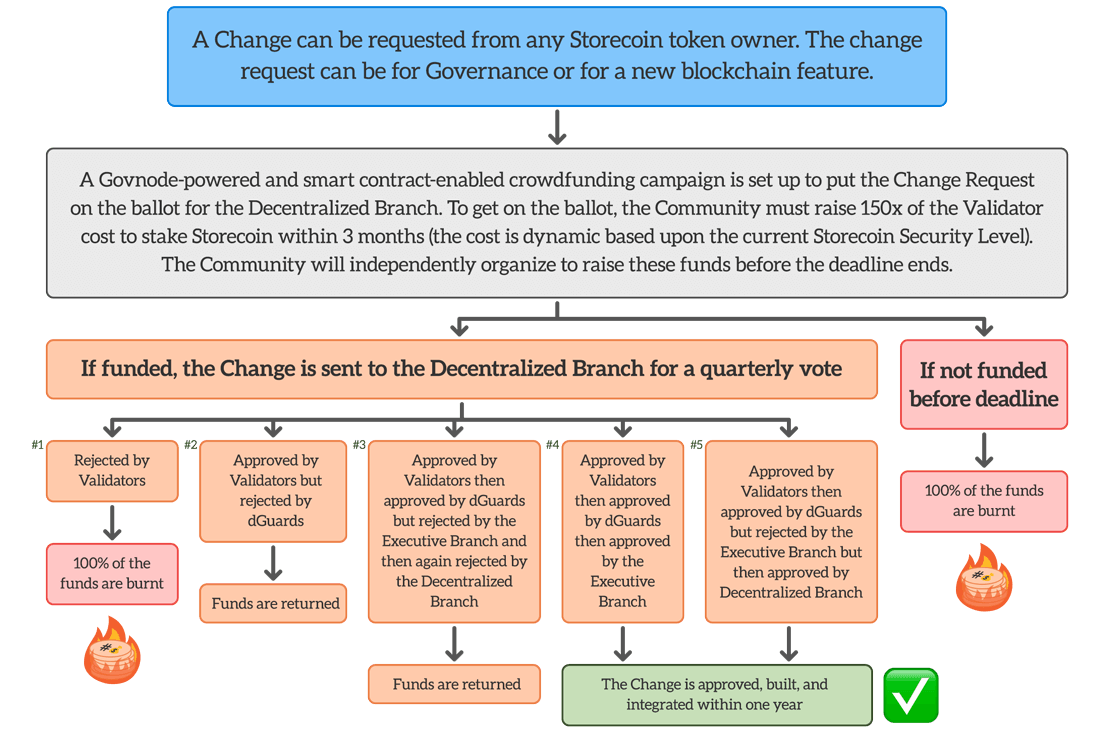 A Change can be requested from any Storecoin token owner. The change
request can be for Governance or for a new blockchain feature.
A Govnode-powered and smart contract-enabled crowdfunding campaign is set up to put the Change Request
on the ballot for the Decentralized Branch. To get on the ballot, the Community must raise 150x of the Validator
cost to stake Storecoin within 3 months (the cost is dynamic based upon the current Storecoin Security Level).
The Community will independently organize to raise these funds before the deadline ends.
If funded, the Change is sent to the Decentralized Branch for a quarterly vote
If not funded
before deadline
100% of the funds
are burnt
#1
Rejected by
Validators
100% of the
funds are burnt
#2
Approved by
Validators but
rejected by
dGuards
Funds are returned
#3
Approved by
Validators then
approved by dGuards
but rejected by the
Executive Branch and
then again rejected by
the Decentralized
Branch
Funds are returned
#4
Approved by
Validators
then approved
by dGuards
then approved
by the
Executive
Branch
#5
Approved by
Validators then
approved by dGuards
but rejected by the
Executive Branch but
then approved by
Decentralized Branch
The Change is approved, built, and
integrated within one year